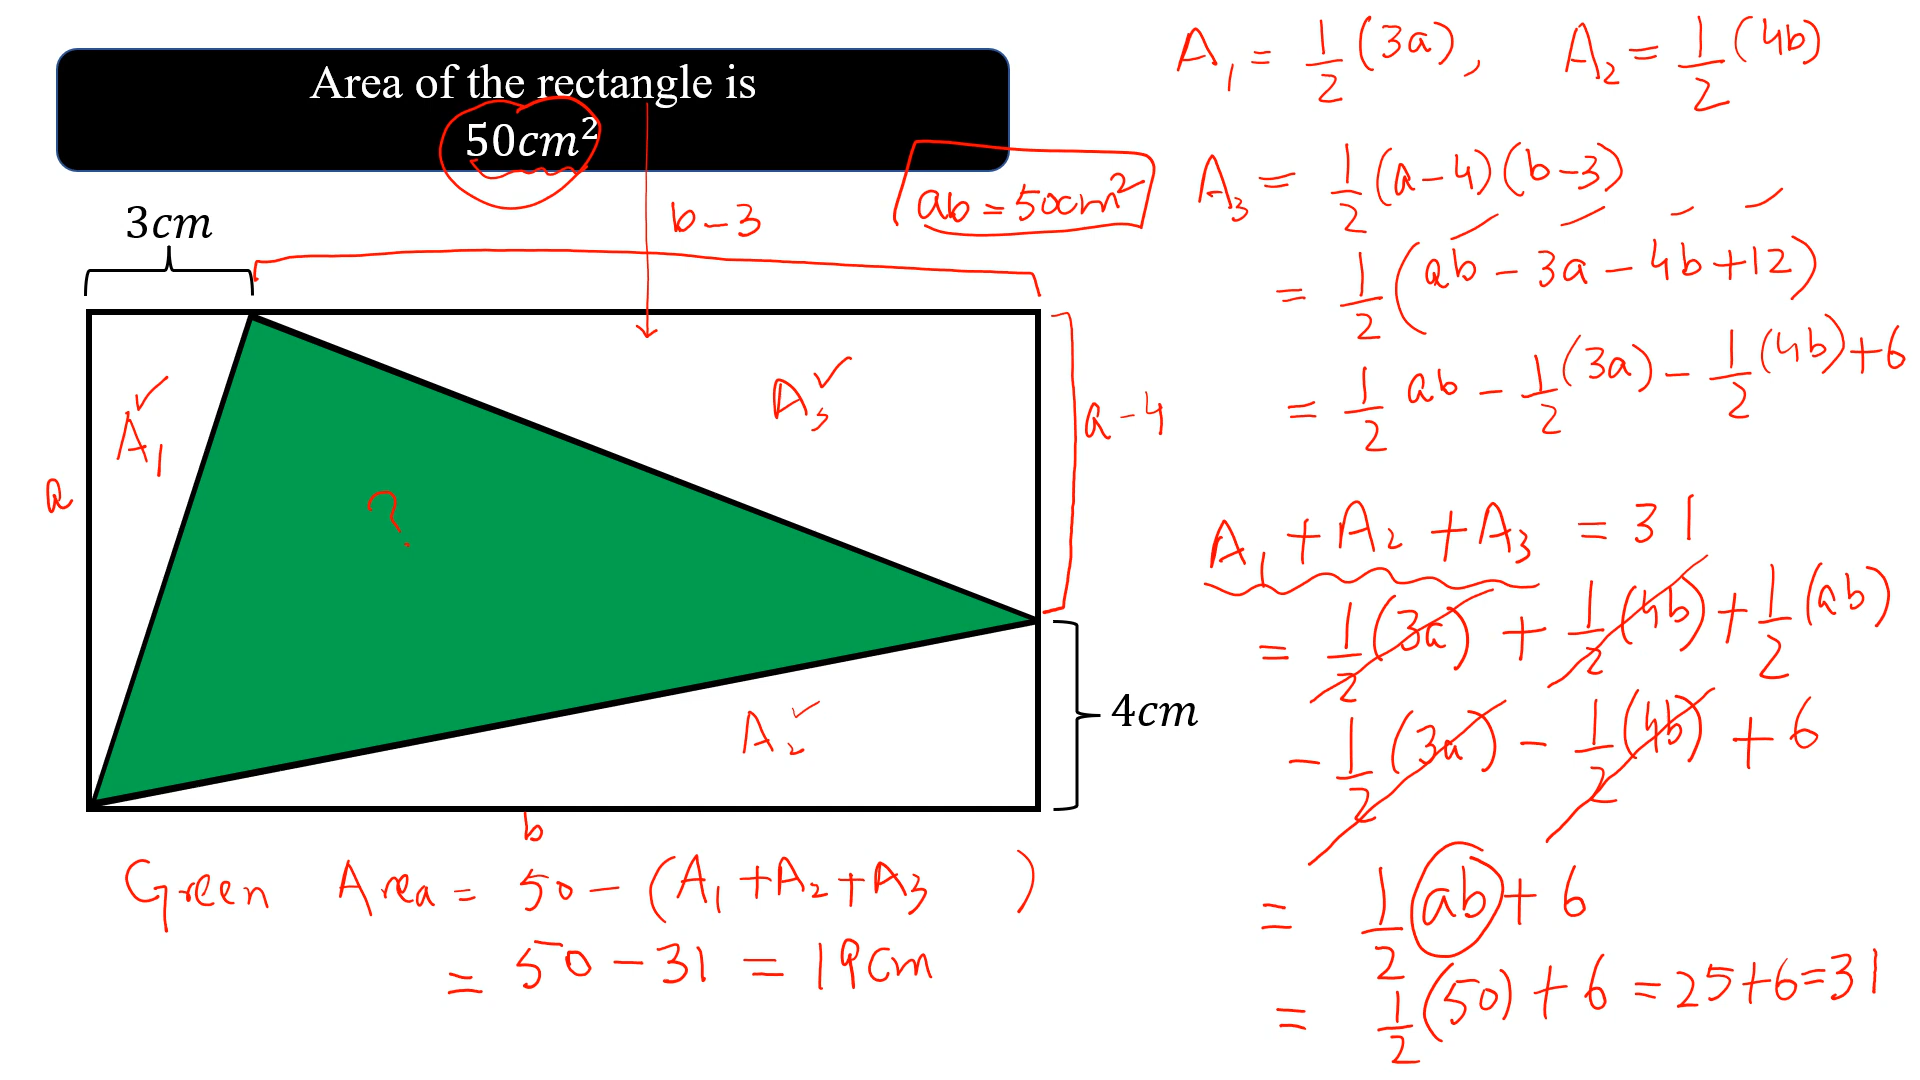 Area of the rectangle is
50cm²
ab = 50cm²
3cm
b - 3
A₁
A₃
a - 4
a
?
A₂
4cm
b
Green Area = 50 - (A₁ + A₂ + A₃ )
= 50 - 31 = 19cm
A₁ = 1/2 (3a), A₂ = 1/2 (4b)
A₃ = 1/2 (a - 4)(b - 3)
= 1/2 (ab - 3a - 4b + 12)
= 1/2 ab - 1/2 (3a) - 1/2 (4b) + 6
A₁ + A₂ + A₃ = 31
= 1/2 (3a) + 1/2 (4b) + 1/2 (ab)
- 1/2 (3a) - 1/2 (4b) + 6
= 1/2 ab + 6
= 1/2 (50) + 6 = 25 + 6 = 31